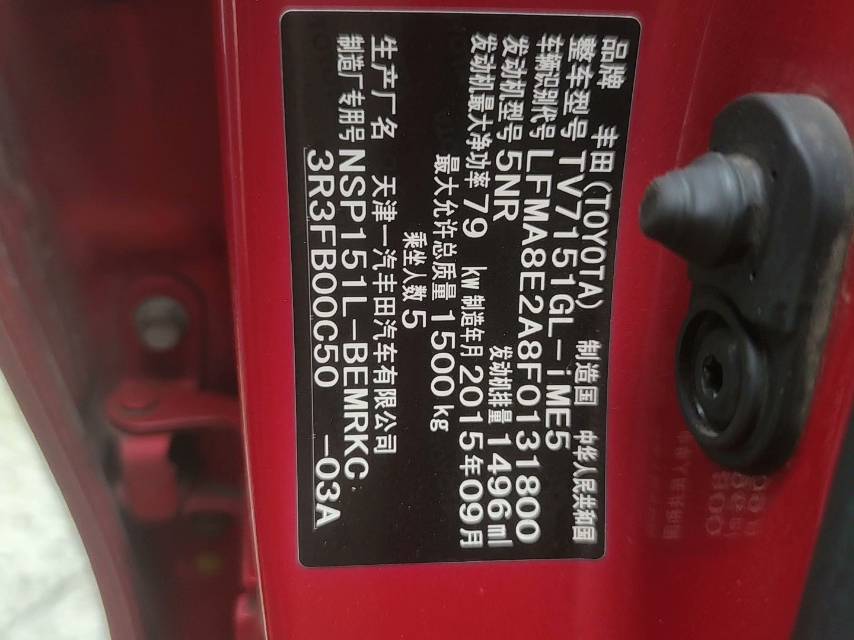 品牌 丰田(TOYOTA) 制造国 中华人民共和国
整车型号 TV7151GL-iME5
车辆识别代号 LFMA8E2A8F0131800
发动机型号 5NR 发动机排量 1496ml
发动机最大净功率 79 kw 制造年月 2015年09月
最大允许总质量 1500kg
乘坐人数 5
生产厂名 天津一汽丰田汽车有限公司
制造厂专用号 NSP151L-BEMRKC
3R3FB00C50 -03A